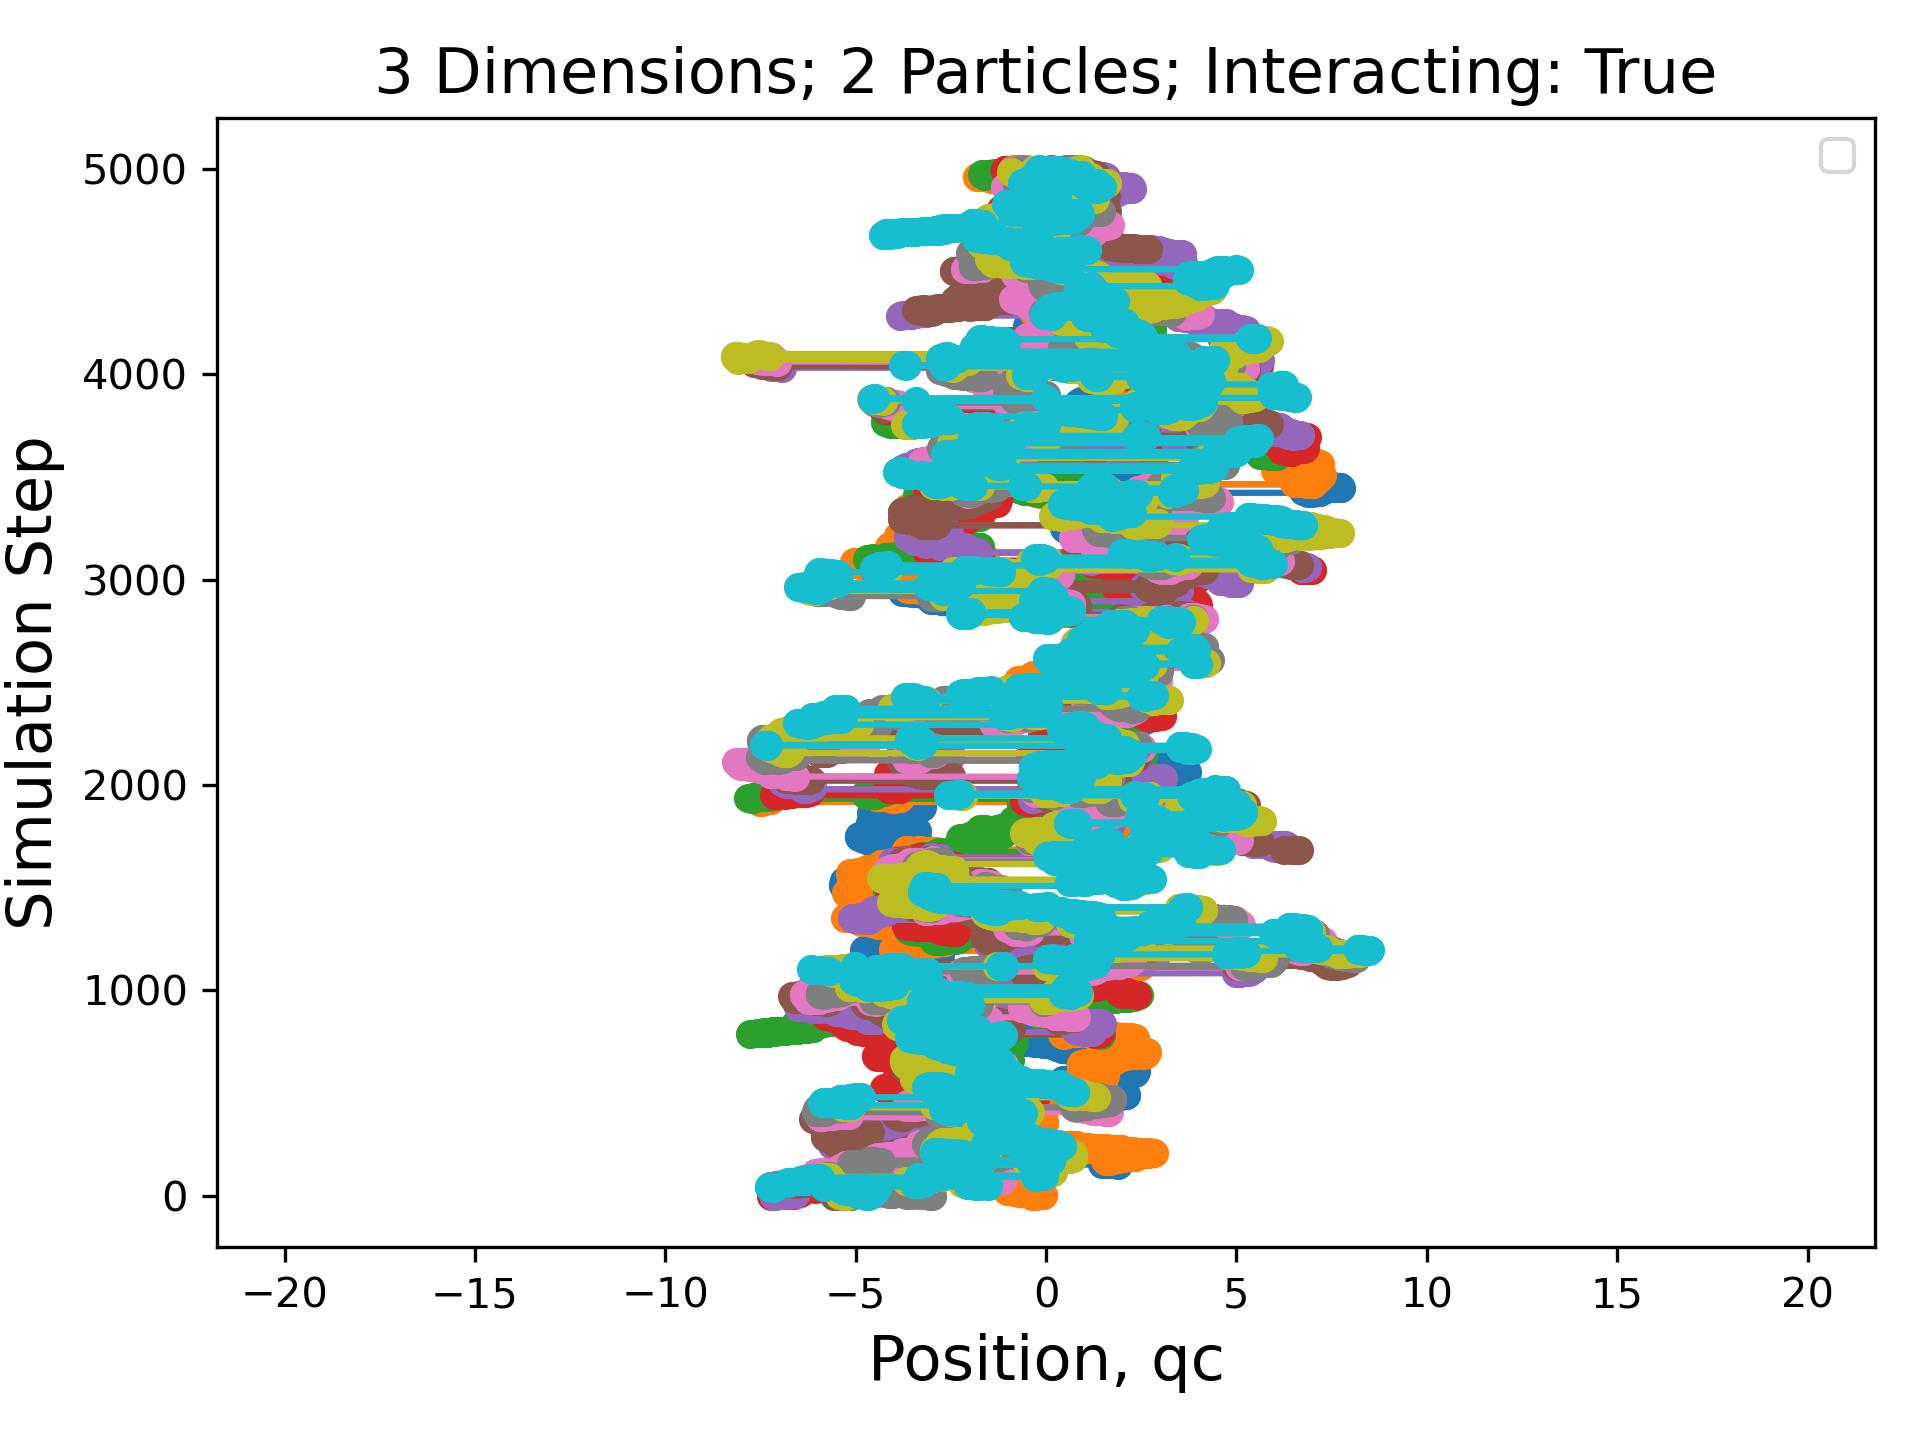 3 Dimensions; 2 Particles; Interacting: True
Simulation Step
5000
4000
3000
2000
1000
0
−20 −15 −10 −5 0 5 10 15 20
Position, qc